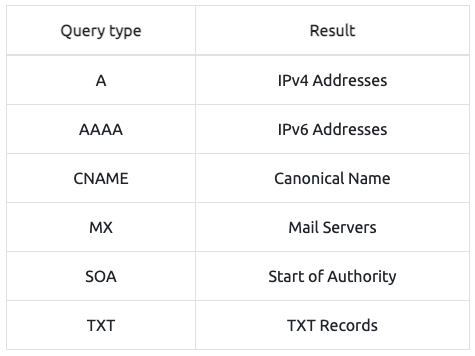 Query type Result
A IPv4 Addresses
AAAA IPv6 Addresses
CNAME Canonical Name
MX Mail Servers
SOA Start of Authority
TXT TXT Records